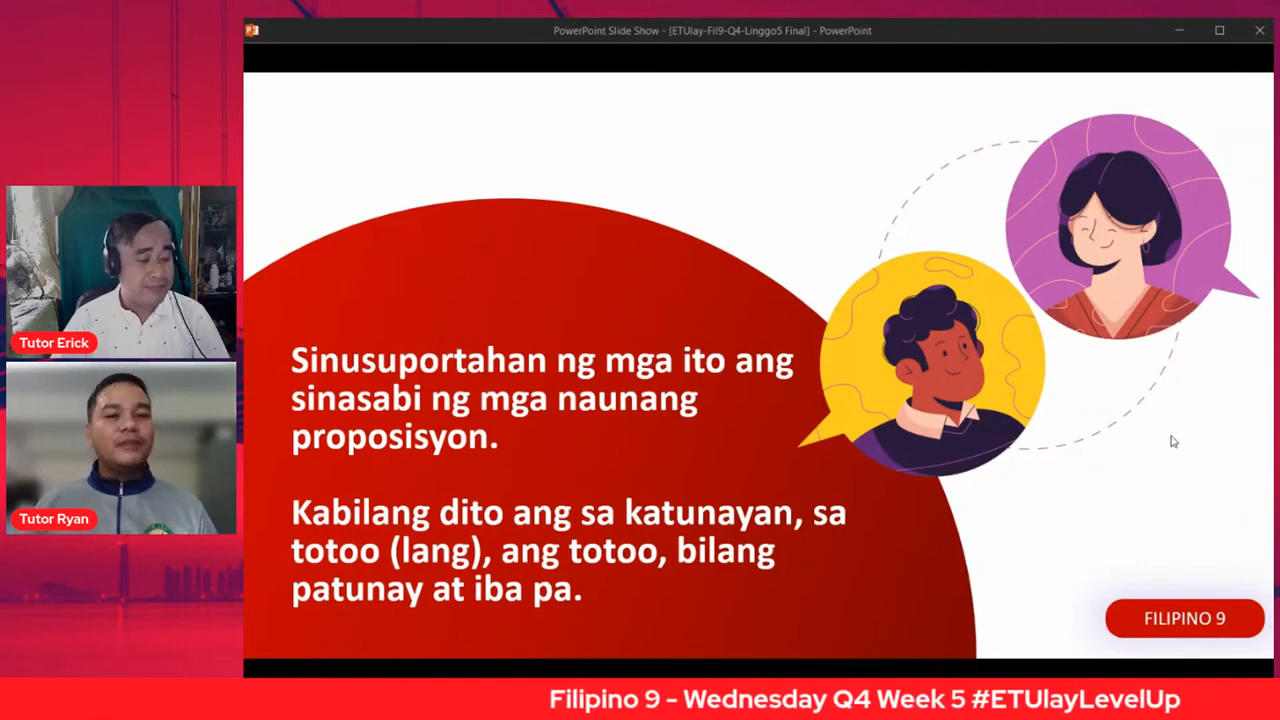 PowerPoint Slide Show - [ETUlay-Fil9-Q4-Linggo5 Final] - PowerPoint
Tutor Erick
Tutor Ryan
Sinusuportahan ng mga ito ang
sinasabi ng mga naunang
proposisyon.
Kabilang dito ang sa katunayan, sa
totoo (lang), ang totoo, bilang
patunay at iba pa.
FILIPINO 9
Filipino 9 - Wednesday Q4 Week 5 #ETUlayLevelUp